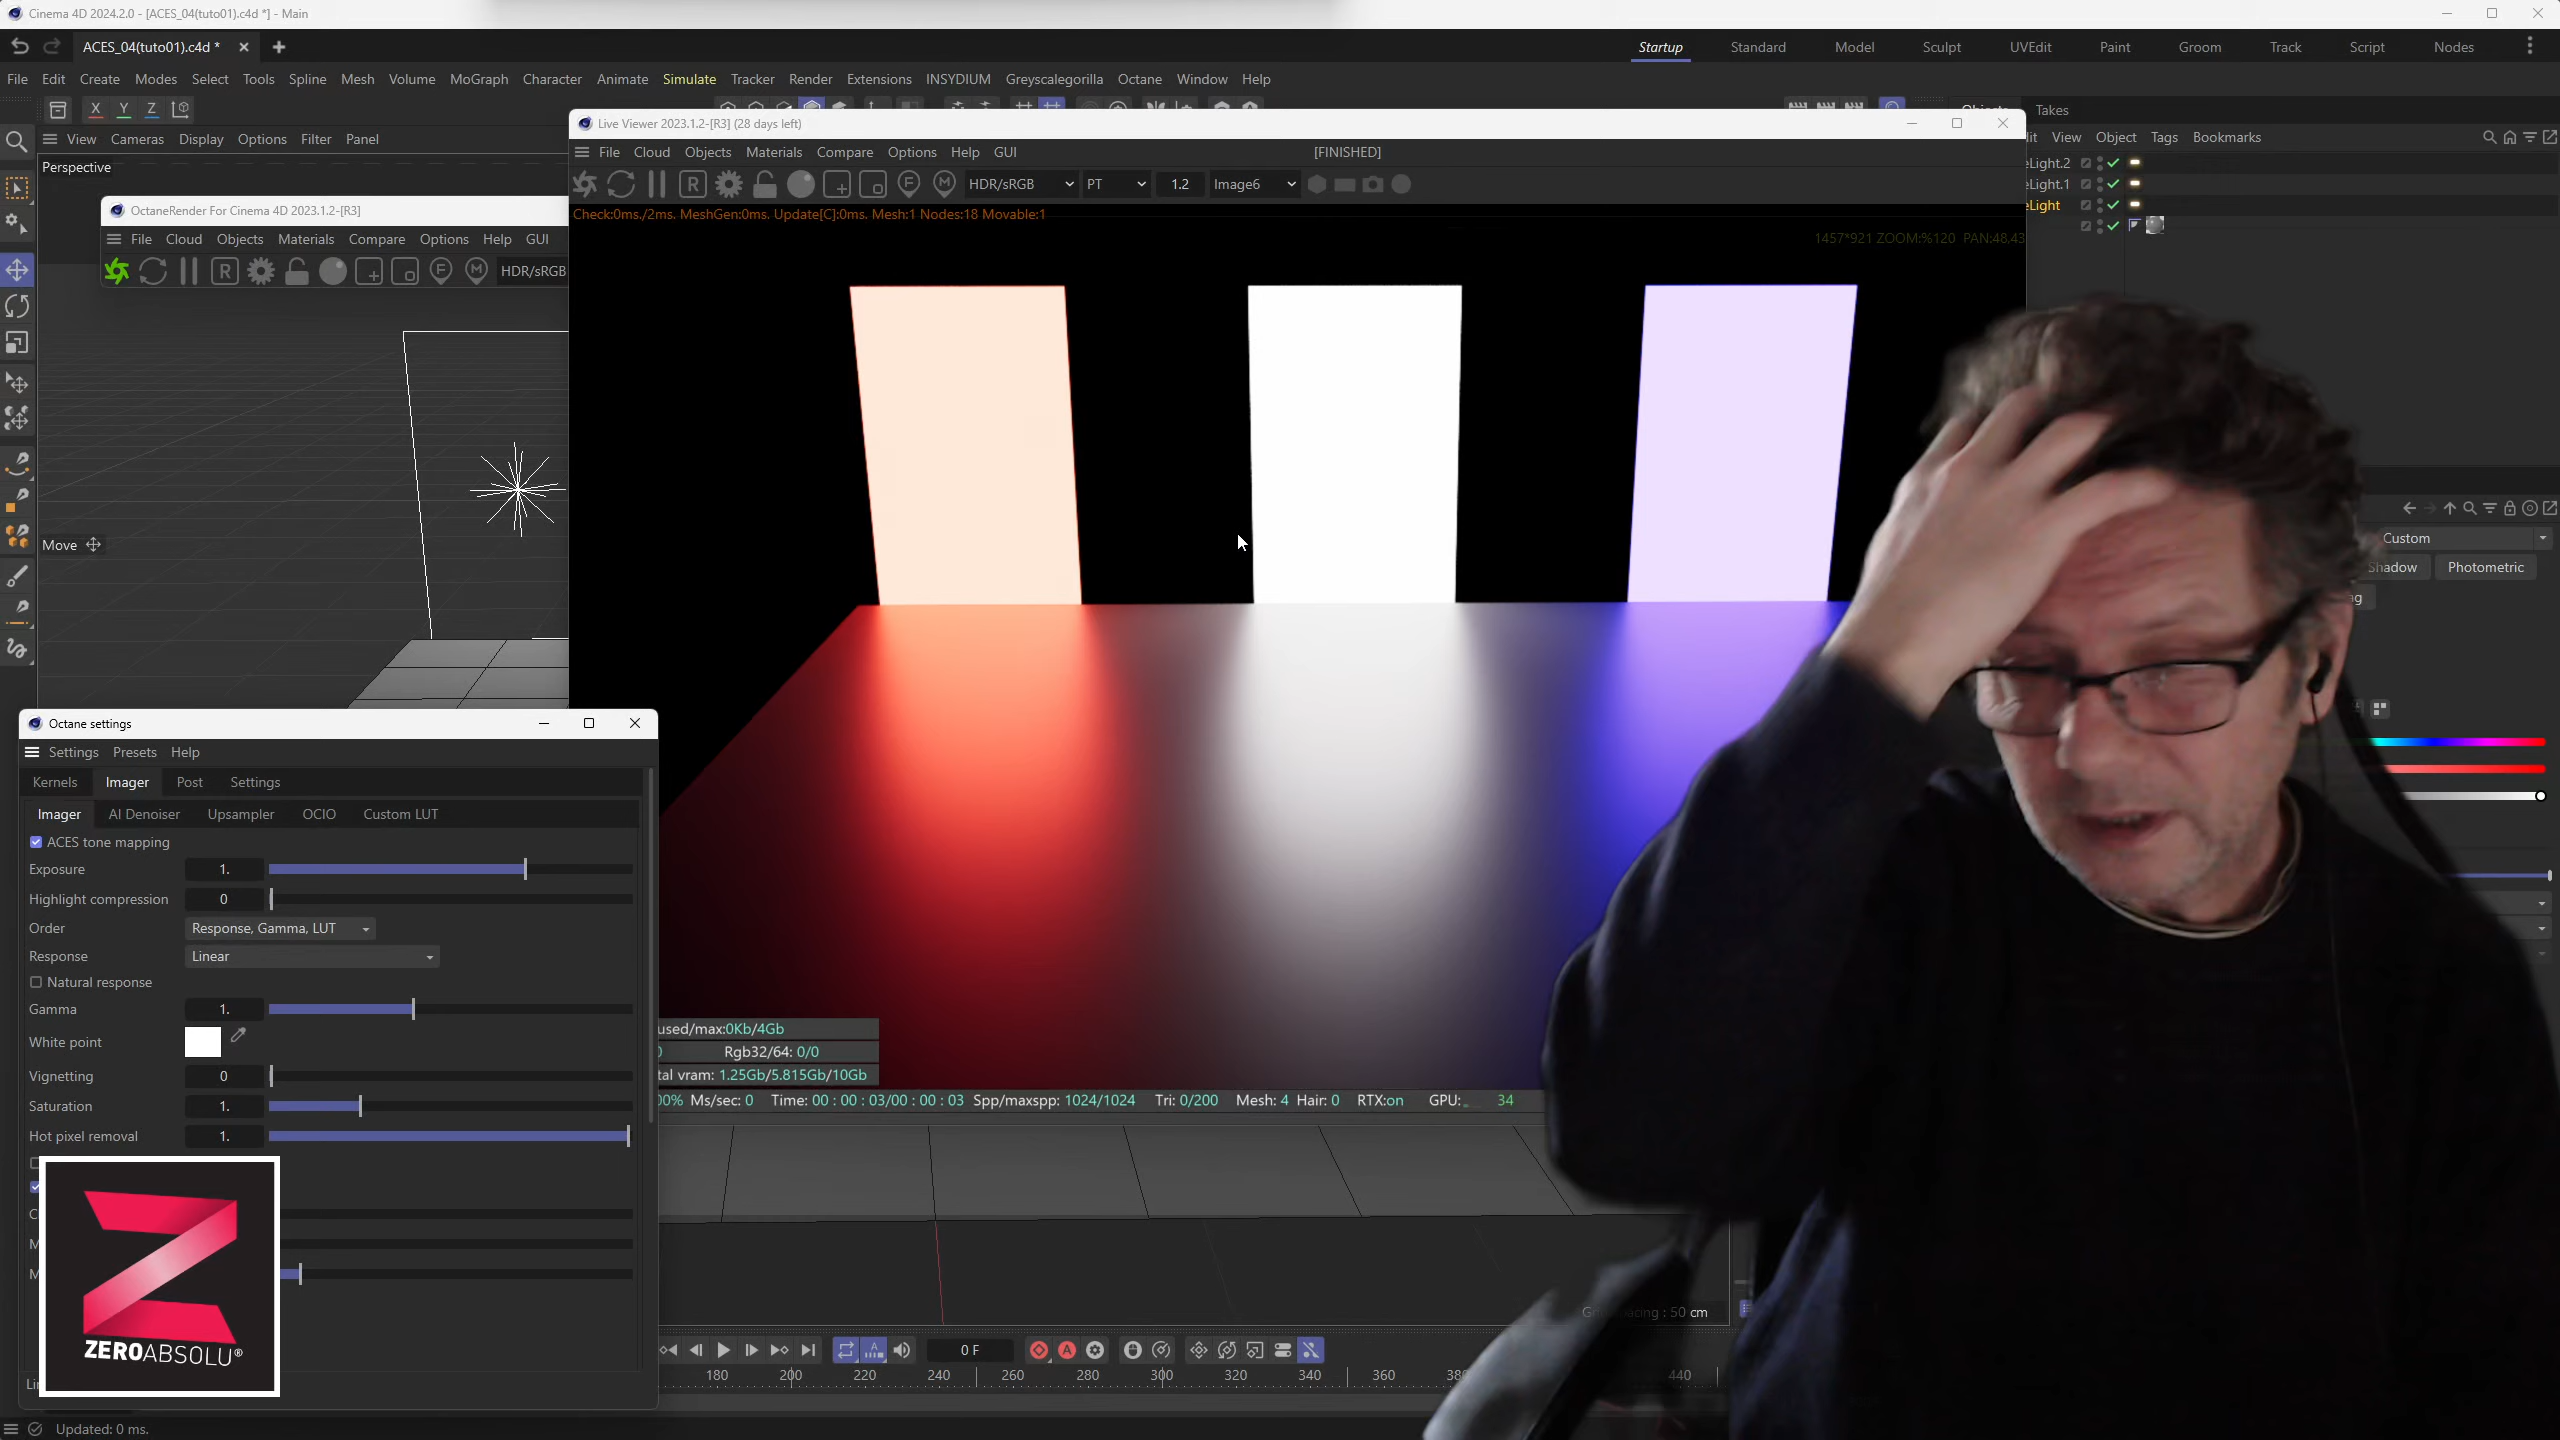 Cinema 4D 2024.2.0 - [ACES_04(tuto01).c4d *] - Main
ACES_04(tuto01).c4d *
Startup Standard Model Sculpt UVEdit Paint Groom Track Script Nodes
File Edit Create Modes Select Tools Spline Mesh Volume MoGraph Character Animate Simulate Tracker Render Extensions INSYDIUM Greyscalegorilla Octane Window Help
X Y Z
Takes
View Cameras Display Options Filter Panel
View Object Tags Bookmarks
Perspective
eLight.2
eLight.1
eLight
Live Viewer 2023.1.2-[R3] (28 days left)
File Cloud Objects Materials Compare Options Help GUI [FINISHED]
R F M HDR/sRGB PT 1.2 Image6
Check:0ms./2ms. MeshGen:0ms. Update[C]:0ms. Mesh:1 Nodes:18 Movable:1
1457*921 ZOOM:%120 PAN:48,43
OctaneRender For Cinema 4D 2023.1.2-[R3]
File Cloud Objects Materials Compare Options Help GUI
R F M HDR/sRGB
Move
Custom
Shadow Photometric
Octane settings
Settings Presets Help
Kernels Imager Post Settings
Imager AI Denoiser Upsampler OCIO Custom LUT
ACES tone mapping
Exposure 1.
Highlight compression 0
Order Response, Gamma, LUT
Response Linear
Natural response
Gamma 1.
White point
Vignetting 0
Saturation 1.
Hot pixel removal 1.
used/max:0Kb/4Gb
Rgb32/64: 0/0
tal vram: 1.25Gb/5.815Gb/10Gb
00% Ms/sec: 0 Time: 00 : 00 : 03/00 : 00 : 03 Spp/maxspp: 1024/1024 Tri: 0/200 Mesh: 4 Hair: 0 RTX:on GPU: 34
ZEROABSOLU®
50 cm
0 F
180 200 220 240 260 280 300 320 340 360 440
Updated: 0 ms.